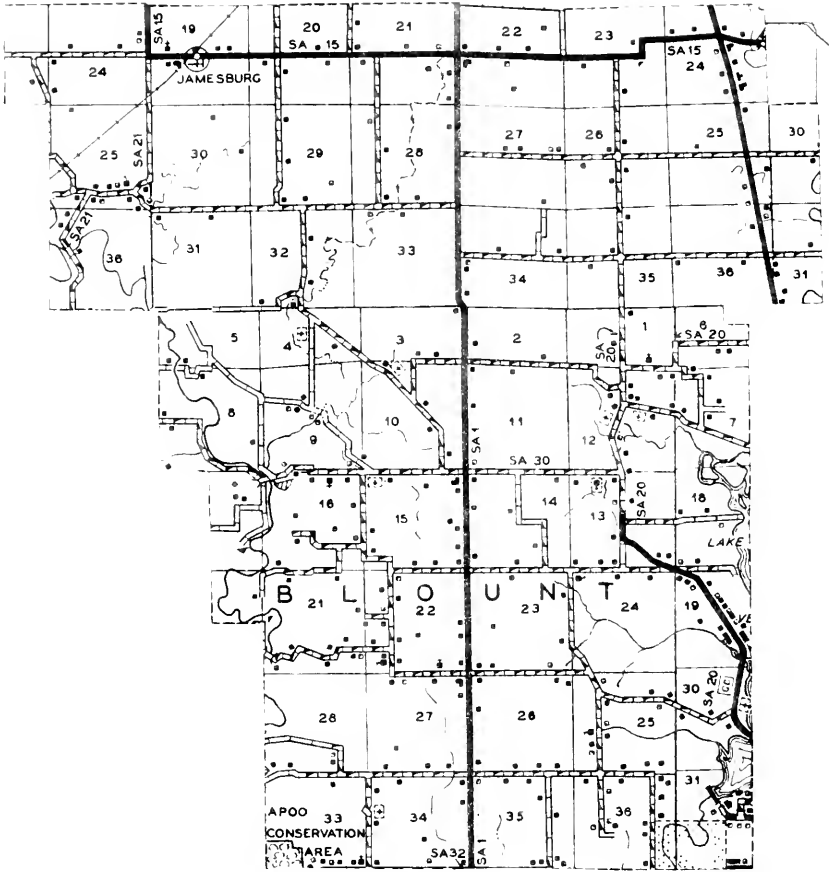 SA 15
19
20
21
22
23
SA 15
SA 15
24
JAMESBURG
24
SA 21
25
30
29
28
27
26
25
30
SA 21
36
31
32
33
34
35
36
31
5
4
3
2
SA 20
1
6
SA 20
8
9
10
11
SA 1
12
7
SA 30
16
15
14
13
SA 20
18
LAKE
BLOUNT
21
22
23
24
19
30
SA 20
CG
28
27
26
25
31
APOO
CONSERVATION
AREA
33
34
35
36
SA32
SA 1